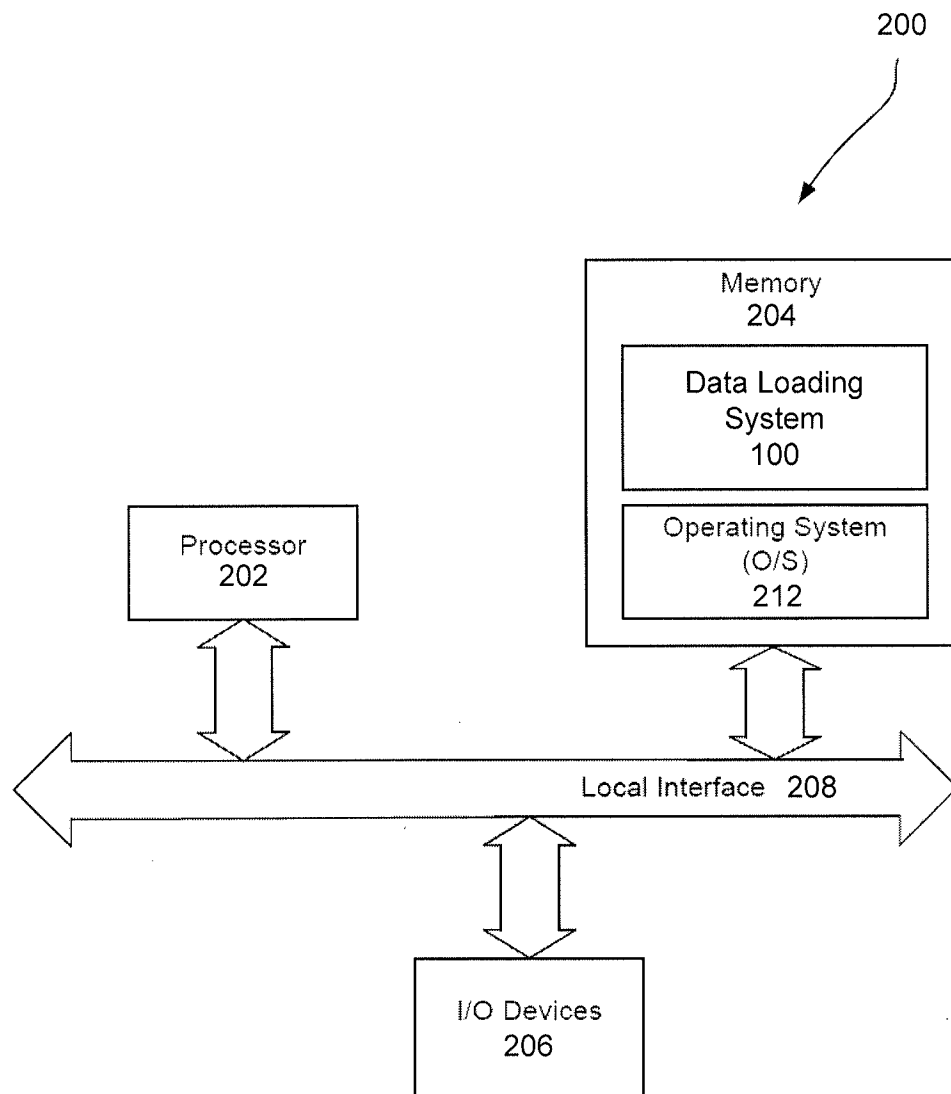 200
Memory
204
Data Loading
System
100
Operating System
(O/S)
212
Processor
202
Local Interface 208
I/O Devices
206